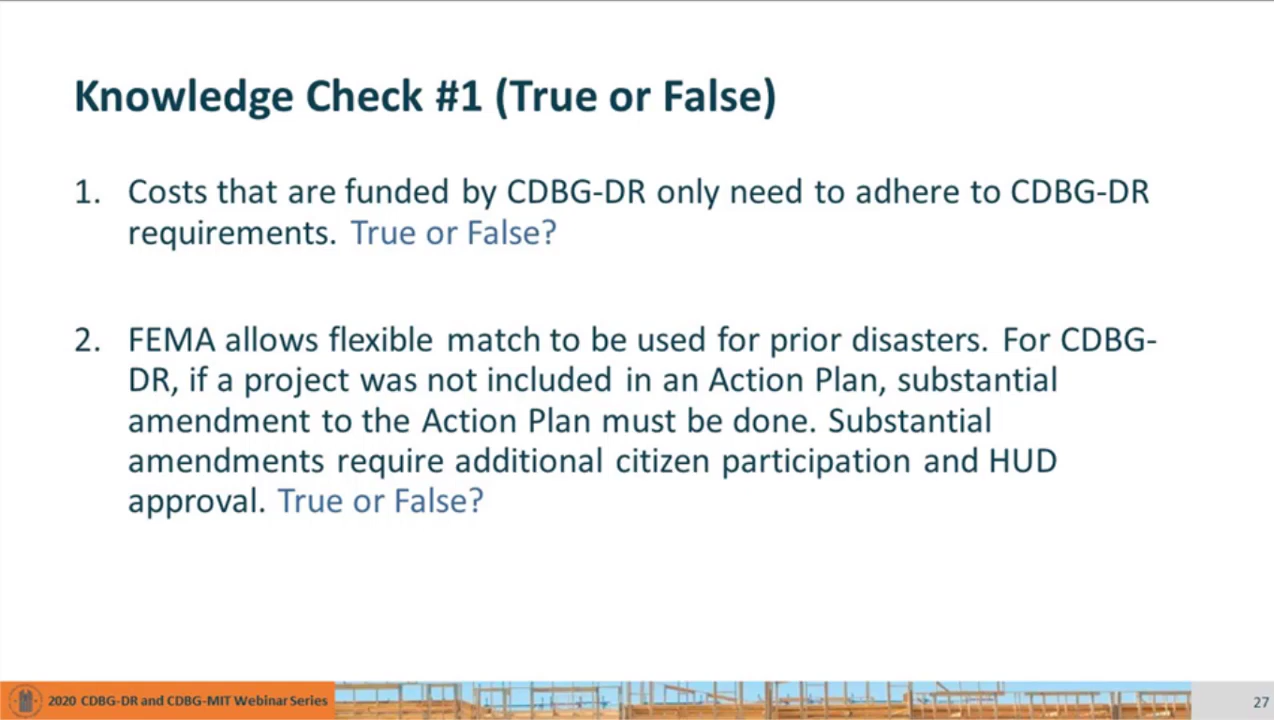 Knowledge Check #1 (True or False)
1. Costs that are funded by CDBG-DR only need to adhere to CDBG-DR
requirements. True or False?
2. FEMA allows flexible match to be used for prior disasters. For CDBG-
DR, if a project was not included in an Action Plan, substantial
amendment to the Action Plan must be done. Substantial
amendments require additional citizen participation and HUD
approval. True or False?
2020 CDBG-DR and CDBG-MIT Webinar Series
27